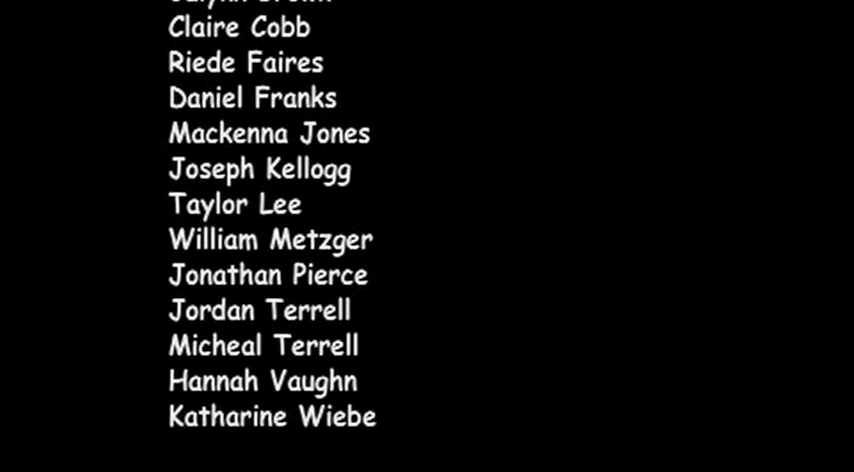 Claire Cobb
Riede Faires
Daniel Franks
Mackenna Jones
Joseph Kellogg
Taylor Lee
William Metzger
Jonathan Pierce
Jordan Terrell
Micheal Terrell
Hannah Vaughn
Katharine Wiebe